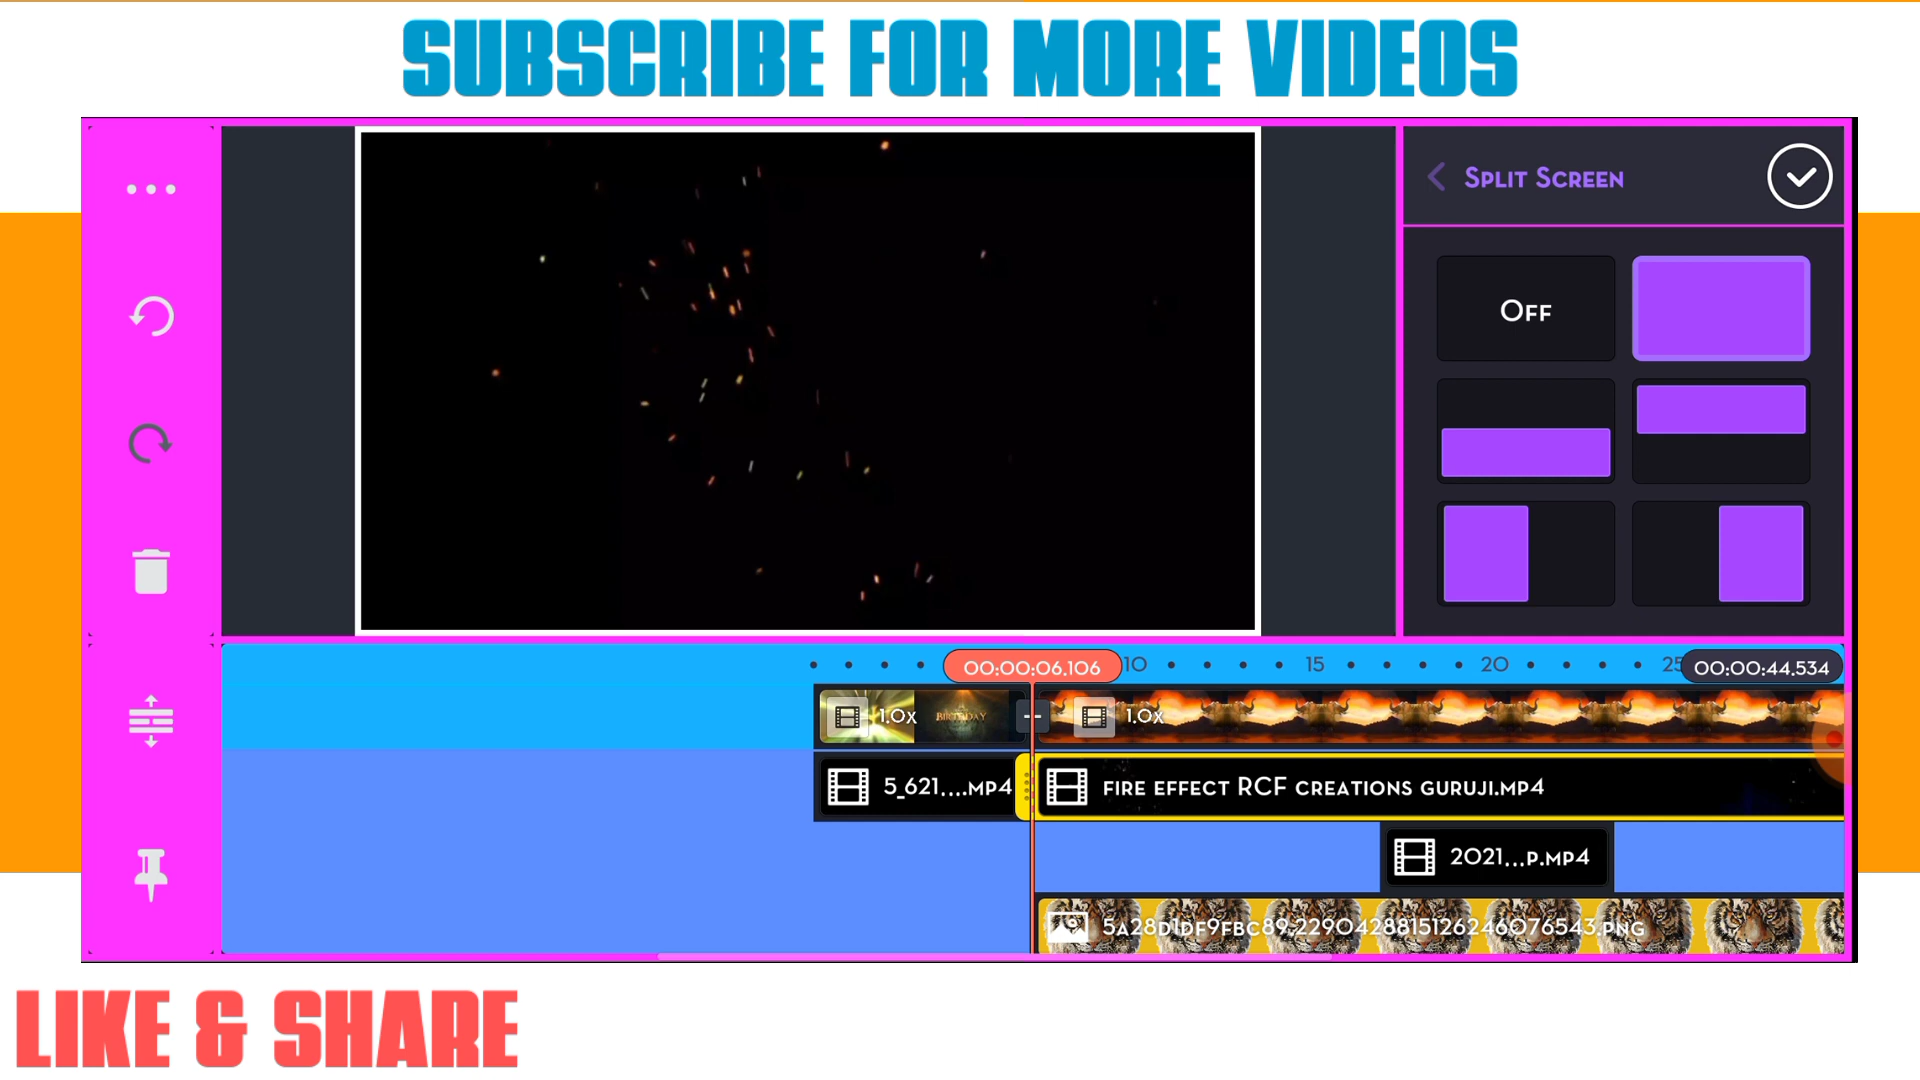 SUBSCRIBE FOR MORE VIDEOS
SPLIT SCREEN
OFF
00:00:06.106
10
15
20
25
00:00:44.534
1.0x
BIRTHDAY
1.0x
5_621....MP4
FIRE EFFECT RCF CREATIONS GURUJI.MP4
2021...P.MP4
5A28D1DF9FBC89.2290428815126246076543.PNG
LIKE & SHARE